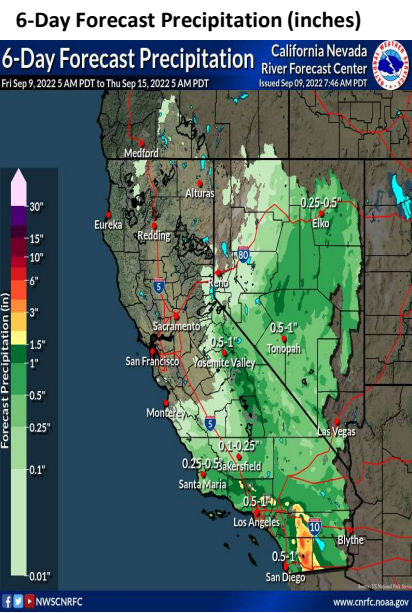 6-Day Forecast Precipitation (inches)
6-Day Forecast Precipitation
California Nevada
River Forecast Center
Fri Sep 9, 2022 5 AM PDT to Thu Sep 15, 2022 5 AM PDT
Issued Sep 09, 2022 7:46 AM PDT
Medford
Alturas
Eureka
Redding
0.25-0.5"
Elko
80
Reno
5
Sacramento
San Francisco
0.5-1"
Yosemite Valley
0.5-1"
Tonopah
Monterey
5
Las Vegas
0.1-0.25"
Bakersfield
0.25-0.5"
Santa Maria
0.5-1"
Los Angeles
10
Blythe
0.5-1"
San Diego
Forecast Precipitation (in)
30"
15"
10"
6"
3"
1.5"
1"
0.5"
0.25"
0.1"
0.01"
NWSCNRFC
www.cnrfc.noaa.gov